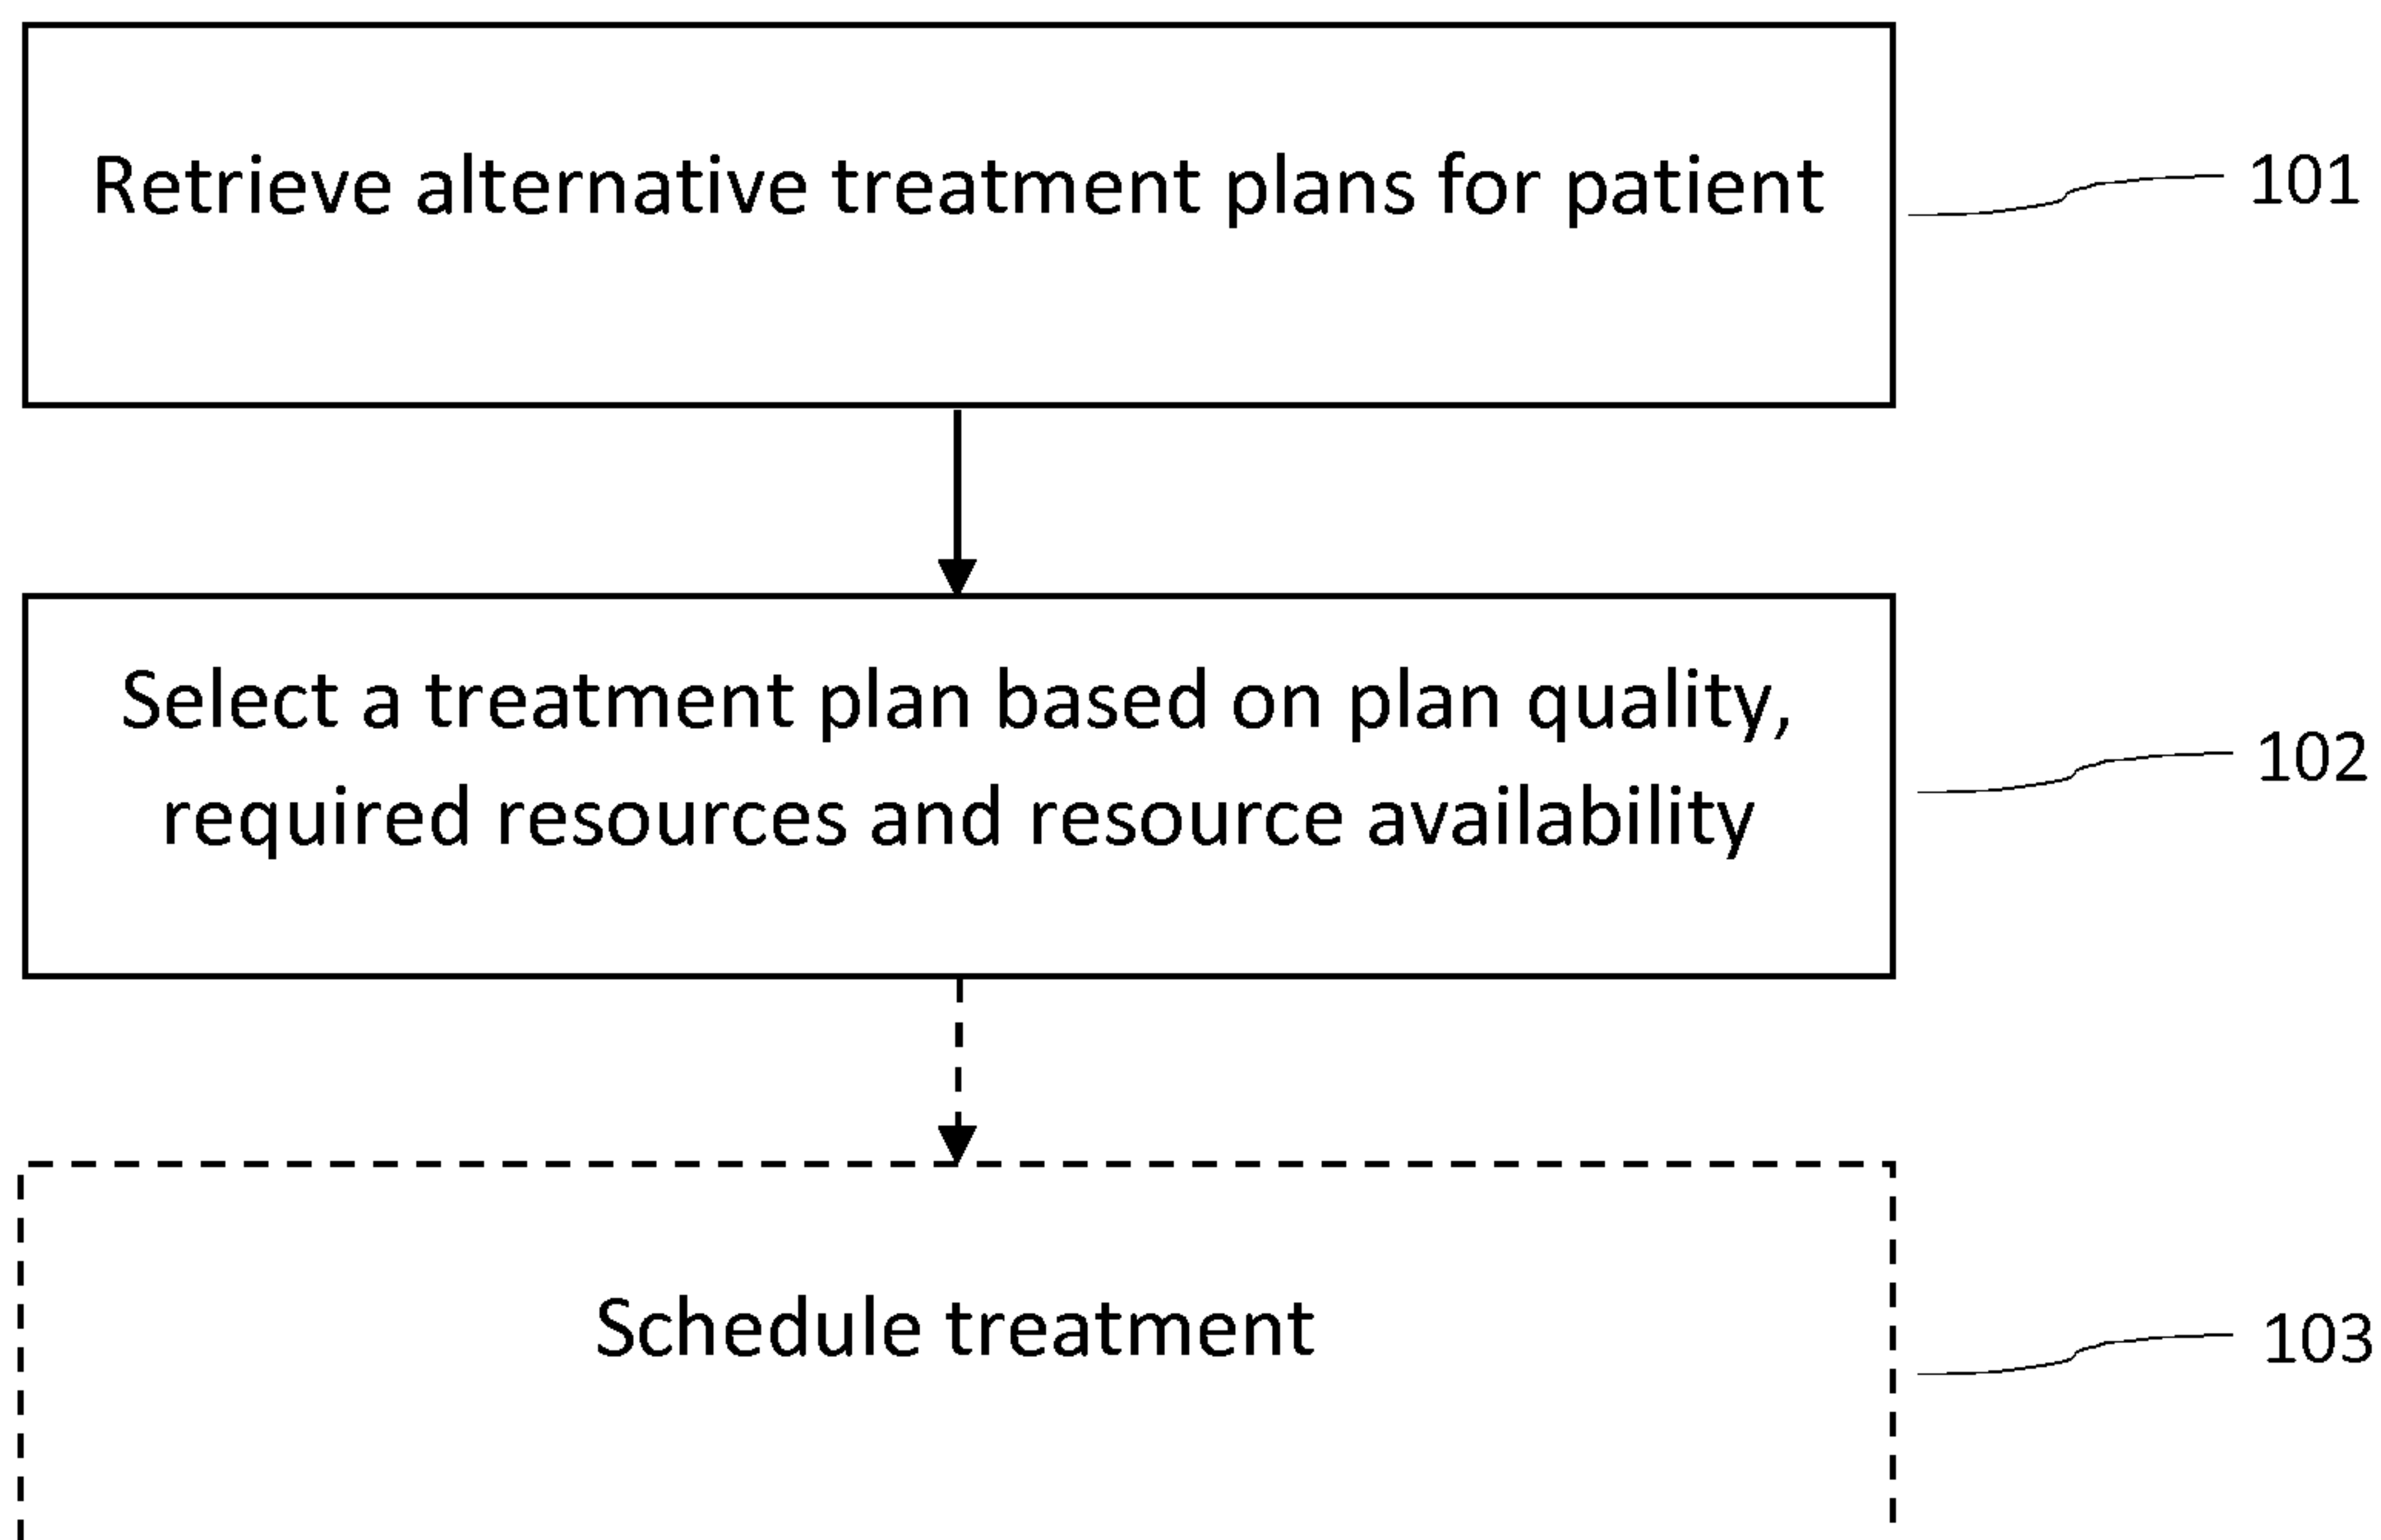 Retrieve alternative treatment plans for patient
101
Select a treatment plan based on plan quality,
required resources and resource availability
102
Schedule treatment
103